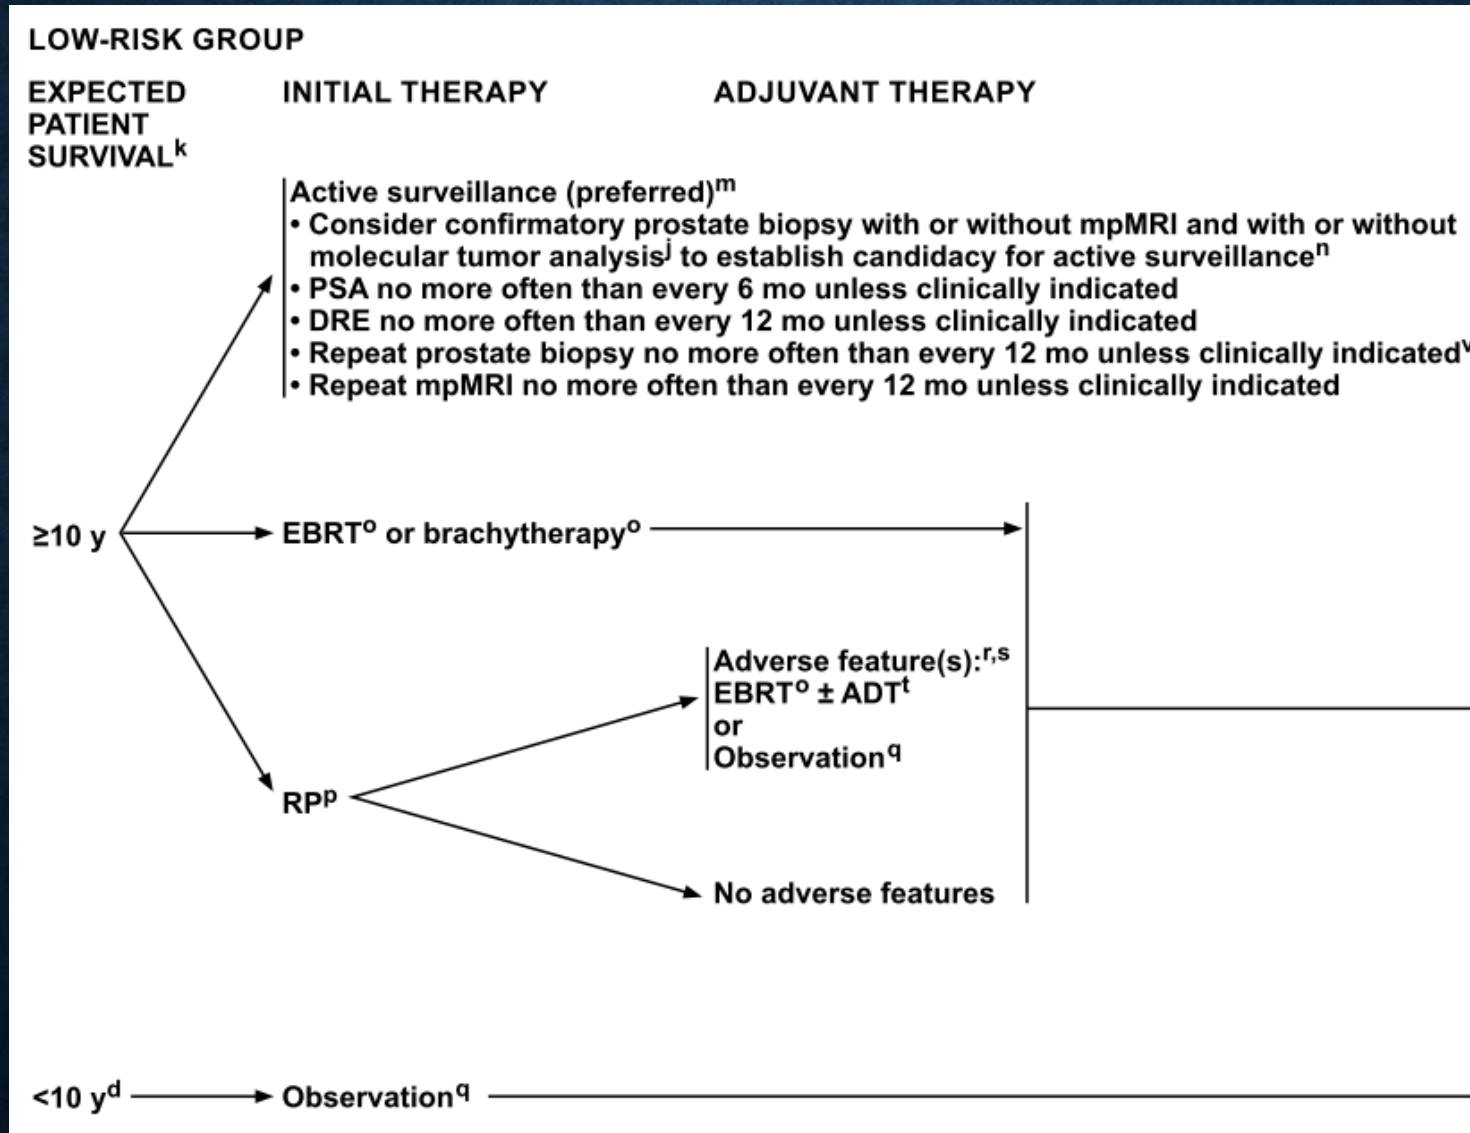 LOW-RISK GROUP
EXPECTED
PATIENT
SURVIVALᵏ
INITIAL THERAPY
ADJUVANT THERAPY
Active surveillance (preferred)ᵐ
• Consider confirmatory prostate biopsy with or without mpMRI and with or without
molecular tumor analysisʲ to establish candidacy for active surveillanceⁿ
• PSA no more often than every 6 mo unless clinically indicated
• DRE no more often than every 12 mo unless clinically indicated
• Repeat prostate biopsy no more often than every 12 mo unless clinically indicatedᵛ
• Repeat mpMRI no more often than every 12 mo unless clinically indicated
≥10 y
EBRTᵒ or brachytherapyᵒ
Adverse feature(s):ʳ,ˢ
EBRTᵒ ± ADTᵗ
or
Observation^q
RPᵖ
No adverse features
<10 yᵈ
Observation^q